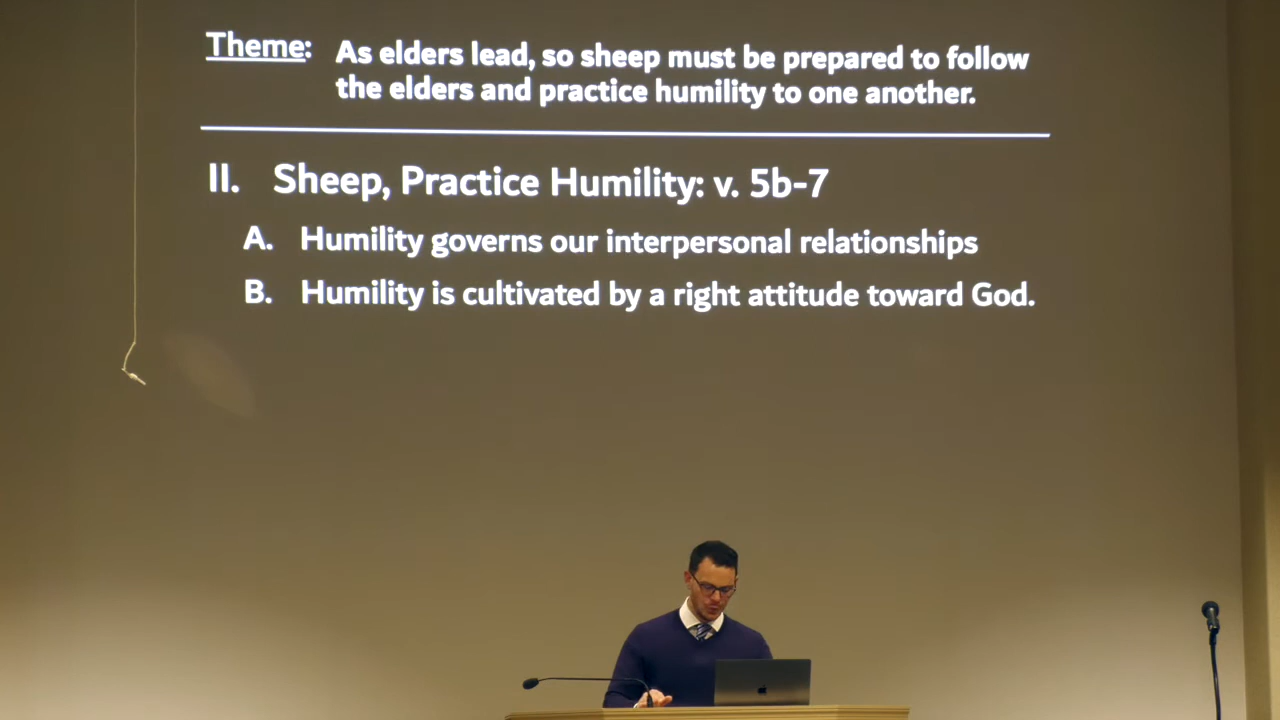 Theme: As elders lead, so sheep must be prepared to follow
the elders and practice humility to one another.
II. Sheep, Practice Humility: v. 5b-7
A. Humility governs our interpersonal relationships
B. Humility is cultivated by a right attitude toward God.